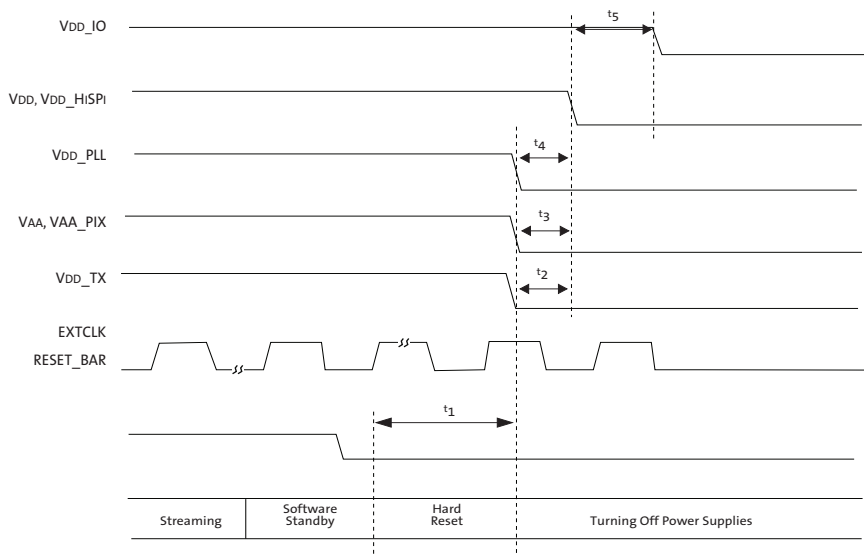 VDD_IO
t5
VDD, VDD_HiSPi
t4
VDD_PLL
t3
VAA, VAA_PIX
t2
VDD_TX
EXTCLK
RESET_BAR
t1
Streaming
Software
Standby
Hard
Reset
Turning Off Power Supplies